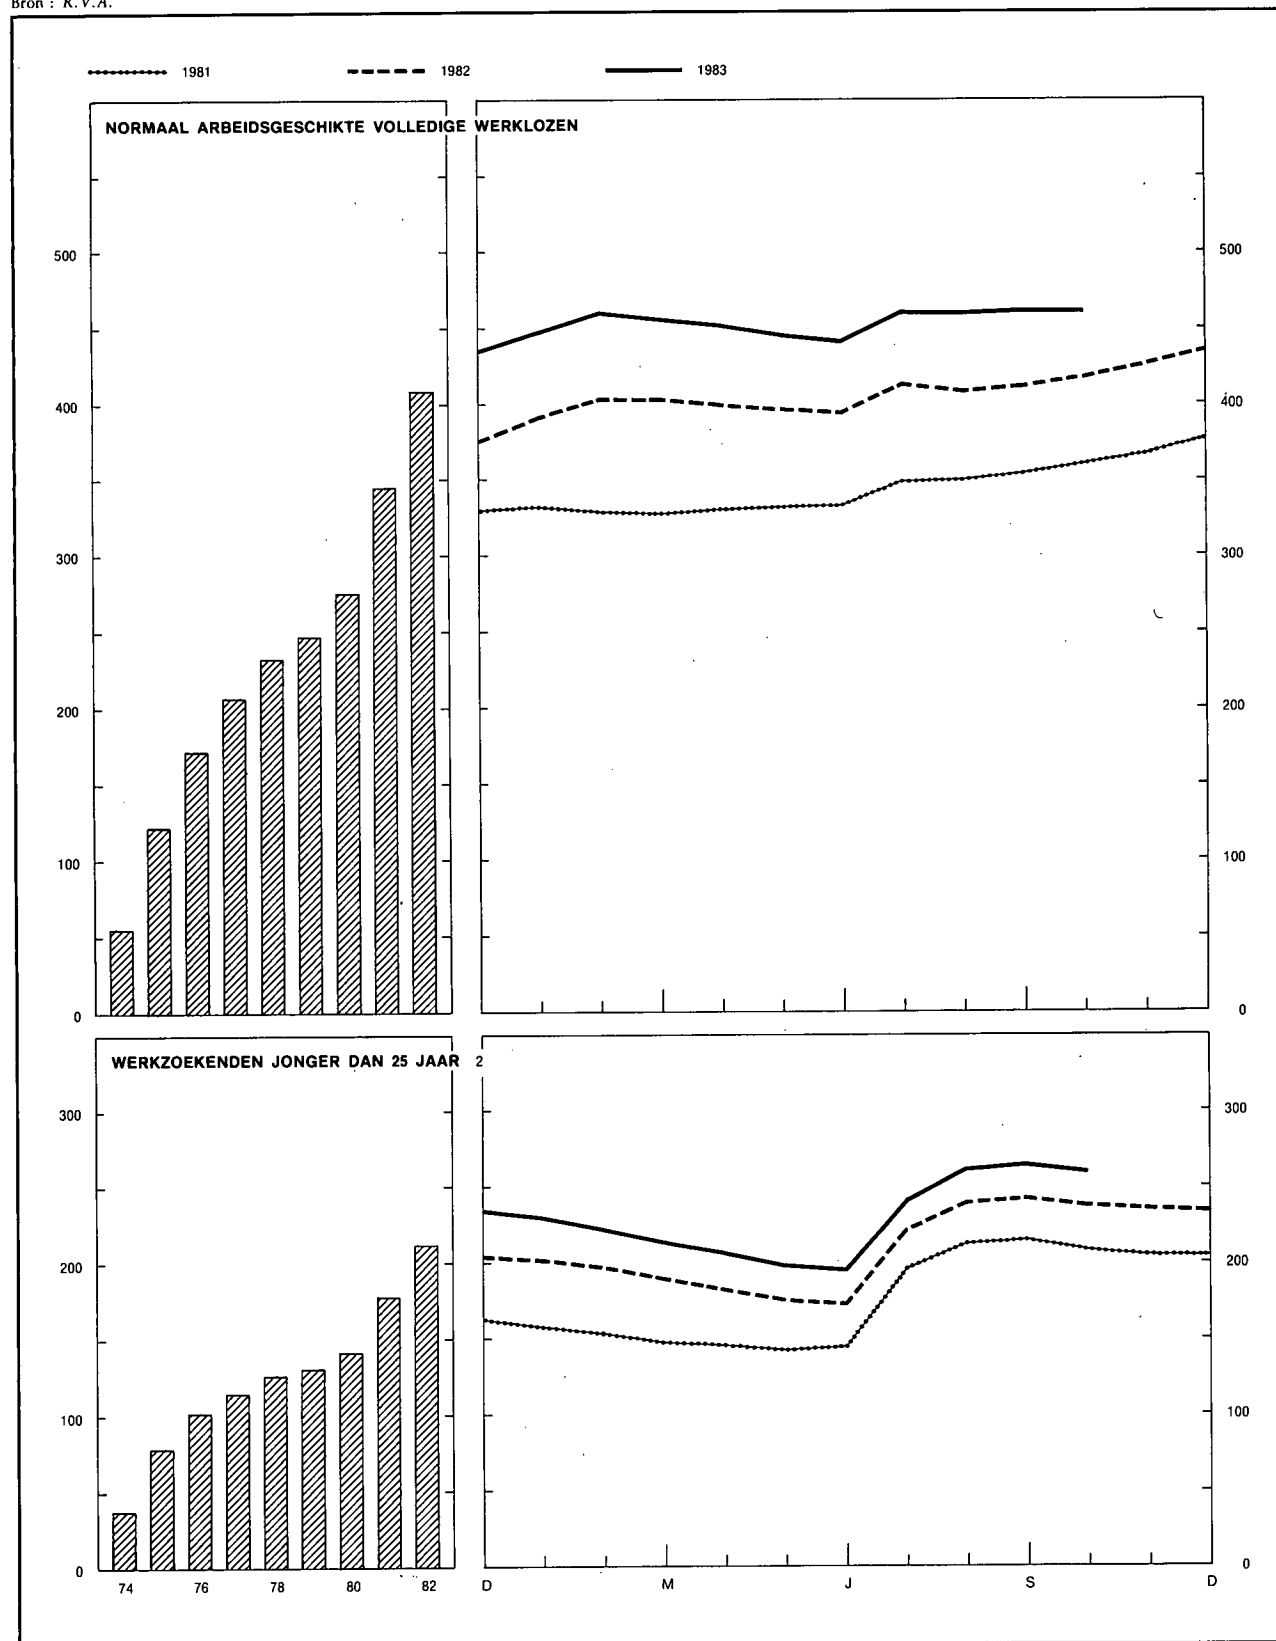 Bron : R.V.A.
1981 1982 1983
NORMAAL ARBEIDSGESCHIKTE VOLLEDIGE WERKLOZEN
500 500
400 400
300 300
200 200
100 100
0 0
WERKZOEKENDEN JONGER DAN 25 JAAR 2
300 300
200 200
100 100
0 0
74 76 78 80 82 D M J S D